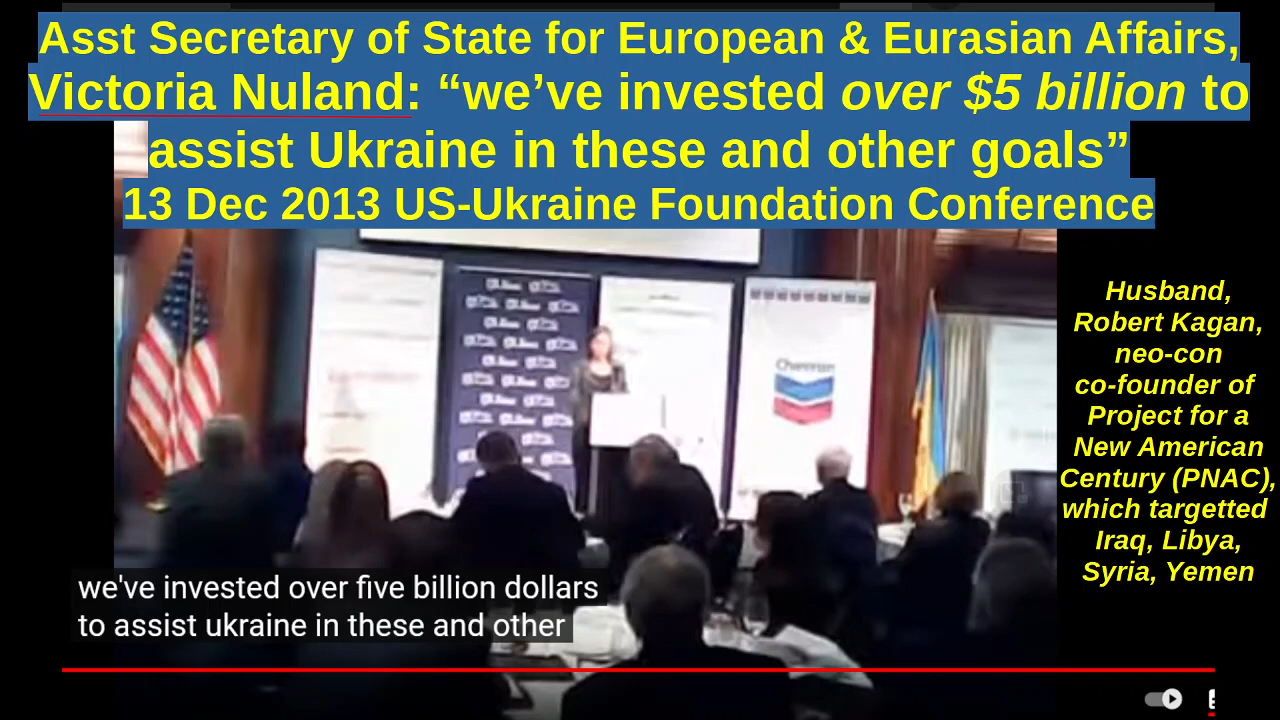 Asst Secretary of State for European & Eurasian Affairs,
Victoria Nuland: “we’ve invested over $5 billion to
assist Ukraine in these and other goals”
13 Dec 2013 US-Ukraine Foundation Conference
Husband,
Robert Kagan,
neo-con
co-founder of
Project for a
New American
Century (PNAC),
which targetted
Iraq, Libya,
Syria, Yemen
Chevron
we've invested over five billion dollars
to assist ukraine in these and other